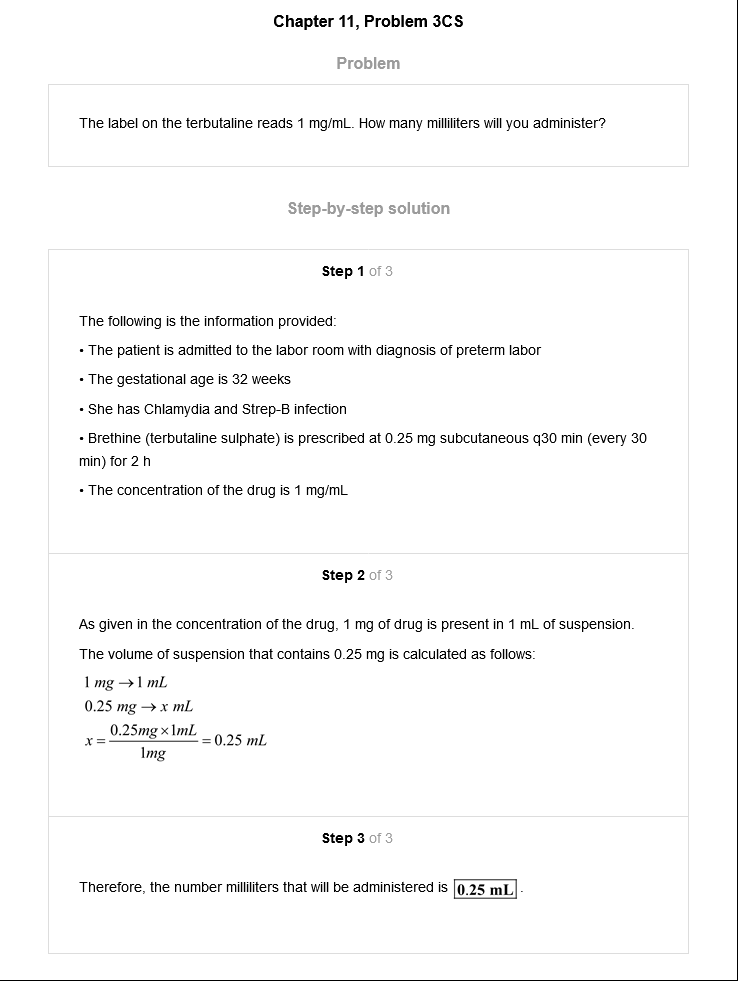 Chapter 11, Problem 3CS
Problem
The label on the terbutaline reads 1 mg/mL. How many milliliters will you administer?
Step-by-step solution
Step 1 of 3
The following is the information provided:
• The patient is admitted to the labor room with diagnosis of preterm labor
• The gestational age is 32 weeks
• She has Chlamydia and Strep-B infection
• Brethine (terbutaline sulphate) is prescribed at 0.25 mg subcutaneous q30 min (every 30
min) for 2 h
• The concentration of the drug is 1 mg/mL
Step 2 of 3
As given in the concentration of the drug, 1 mg of drug is present in 1 mL of suspension.
The volume of suspension that contains 0.25 mg is calculated as follows:
1 mg → 1 mL
0.25 mg → x mL
x = 0.25mg × 1mL / 1mg = 0.25 mL
Step 3 of 3
Therefore, the number milliliters that will be administered is 0.25 mL .